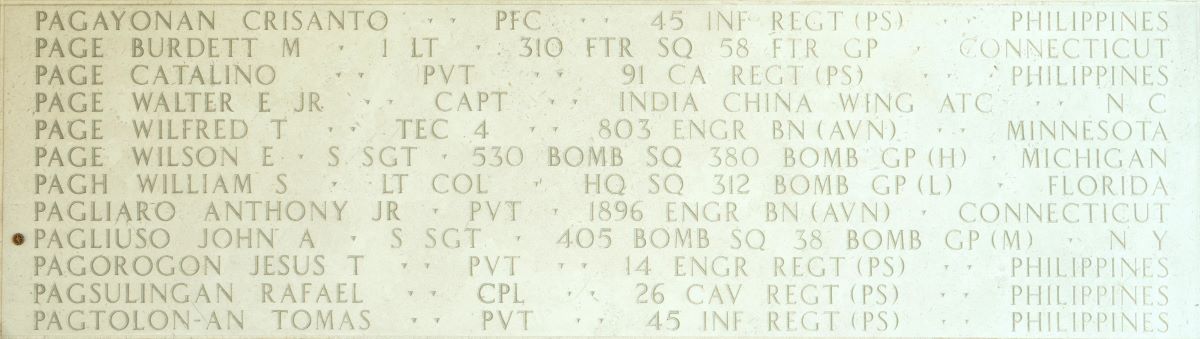 PAGAYONAN CRISANTO · · PFC · · 45 INF REGT (PS) · · PHILIPPINES
PAGE BURDETT M · 1 LT · 310 FTR SQ 58 FTR GP · CONNECTICUT
PAGE CATALINO · · PVT · · 91 CA REGT (PS) · · PHILIPPINES
PAGE WALTER E JR · · CAPT · · INDIA CHINA WING ATC · · N C
PAGE WILFRED T · · TEC 4 · · 803 ENGR BN (AVN) · · MINNESOTA
PAGE WILSON E · S SGT · 530 BOMB SQ 380 BOMB GP (H) · MICHIGAN
PAGH WILLIAM S · LT COL · HQ SQ 312 BOMB GP (L) · FLORIDA
PAGLIARO ANTHONY JR · PVT · 1896 ENGR BN (AVN) · CONNECTICUT
PAGLIUSO JOHN A · S SGT · 405 BOMB SQ 38 BOMB GP (M) · N Y
PAGOROGON JESUS T · · PVT · · 14 ENGR REGT (PS) · · PHILIPPINES
PAGSULINGAN RAFAEL · · CPL · · 26 CAV REGT (PS) · · PHILIPPINES
PAGTOLON-AN TOMAS · · PVT · · 45 INF REGT (PS) · · PHILIPPINES